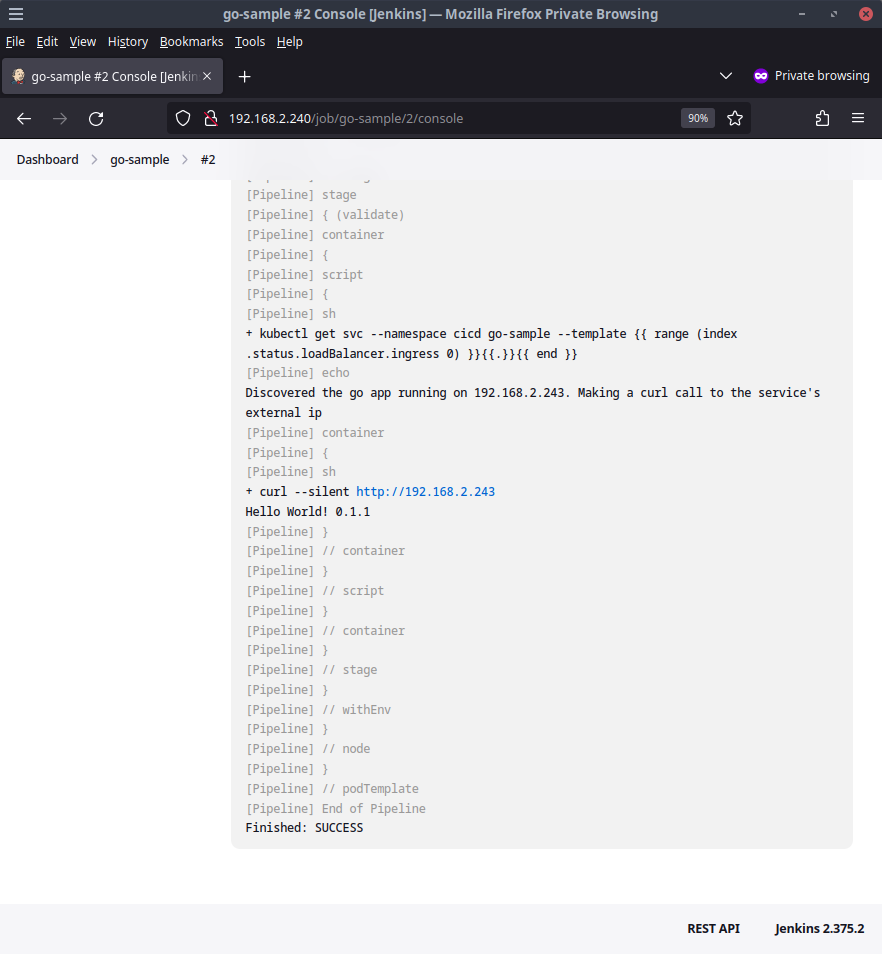 go-sample #2 Console [Jenkins] — Mozilla Firefox Private Browsing
File Edit View History Bookmarks Tools Help
go-sample #2 Console [Jenkin
Private browsing
192.168.2.240/job/go-sample/2/console
90%
Dashboard
go-sample
#2
[Pipeline] stage
[Pipeline] { (validate)
[Pipeline] container
[Pipeline] {
[Pipeline] script
[Pipeline] {
[Pipeline] sh
+ kubectl get svc --namespace cicd go-sample --template {{ range (index
.status.loadBalancer.ingress 0) }}{{.}}{{ end }}
[Pipeline] echo
Discovered the go app running on 192.168.2.243. Making a curl call to the service's
external ip
[Pipeline] container
[Pipeline] {
[Pipeline] sh
+ curl --silent http://192.168.2.243
Hello World! 0.1.1
[Pipeline] }
[Pipeline] // container
[Pipeline] }
[Pipeline] // script
[Pipeline] }
[Pipeline] // container
[Pipeline] }
[Pipeline] // stage
[Pipeline] }
[Pipeline] // withEnv
[Pipeline] }
[Pipeline] // node
[Pipeline] }
[Pipeline] // podTemplate
[Pipeline] End of Pipeline
Finished: SUCCESS
REST API
Jenkins 2.375.2